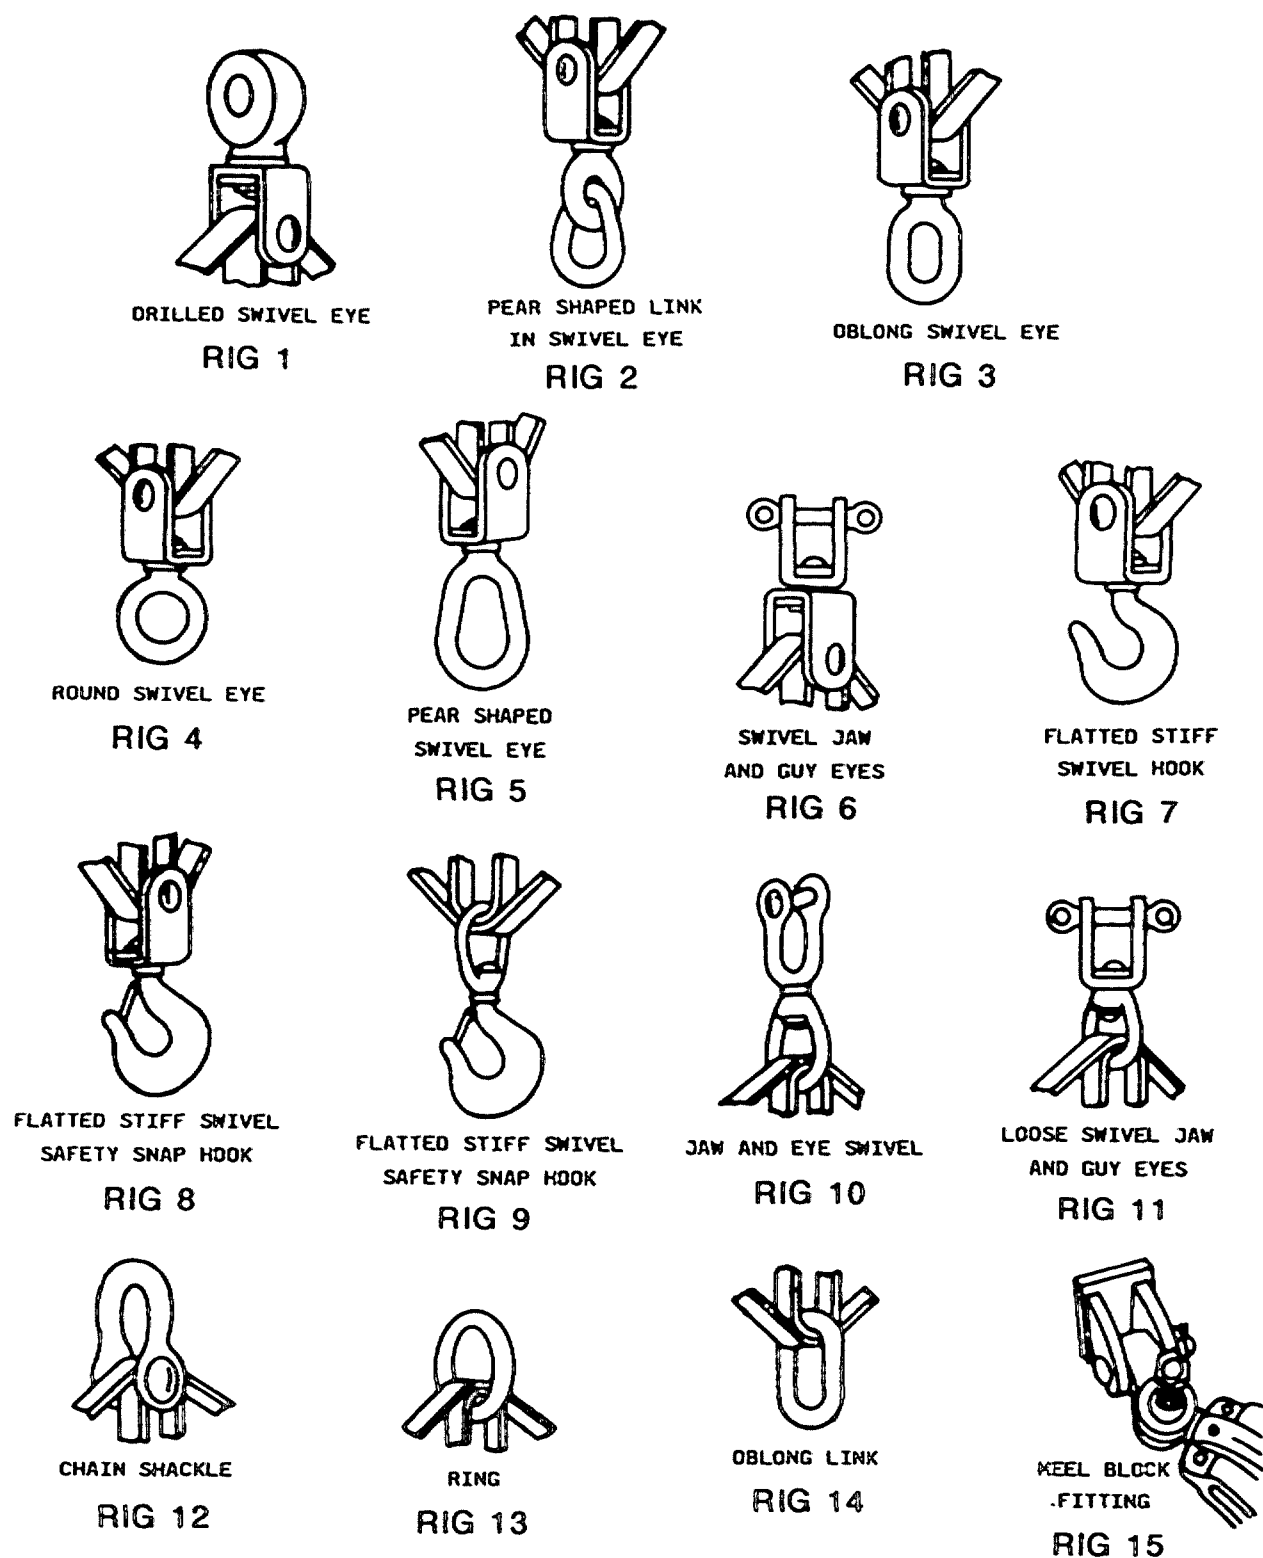 DRILLED SWIVEL EYE
RIG 1
PEAR SHAPED LINK
IN SWIVEL EYE
RIG 2
OBLONG SWIVEL EYE
RIG 3
ROUND SWIVEL EYE
RIG 4
PEAR SHAPED
SWIVEL EYE
RIG 5
SWIVEL JAW
AND GUY EYES
RIG 6
FLATTED STIFF
SWIVEL HOOK
RIG 7
FLATTED STIFF SWIVEL
SAFETY SNAP HOOK
RIG 8
FLATTED STIFF SWIVEL
SAFETY SNAP HOOK
RIG 9
JAW AND EYE SWIVEL
RIG 10
LOOSE SWIVEL JAW
AND GUY EYES
RIG 11
CHAIN SHACKLE
RIG 12
RING
RIG 13
OBLONG LINK
RIG 14
HEEL BLOCK
FITTING
RIG 15